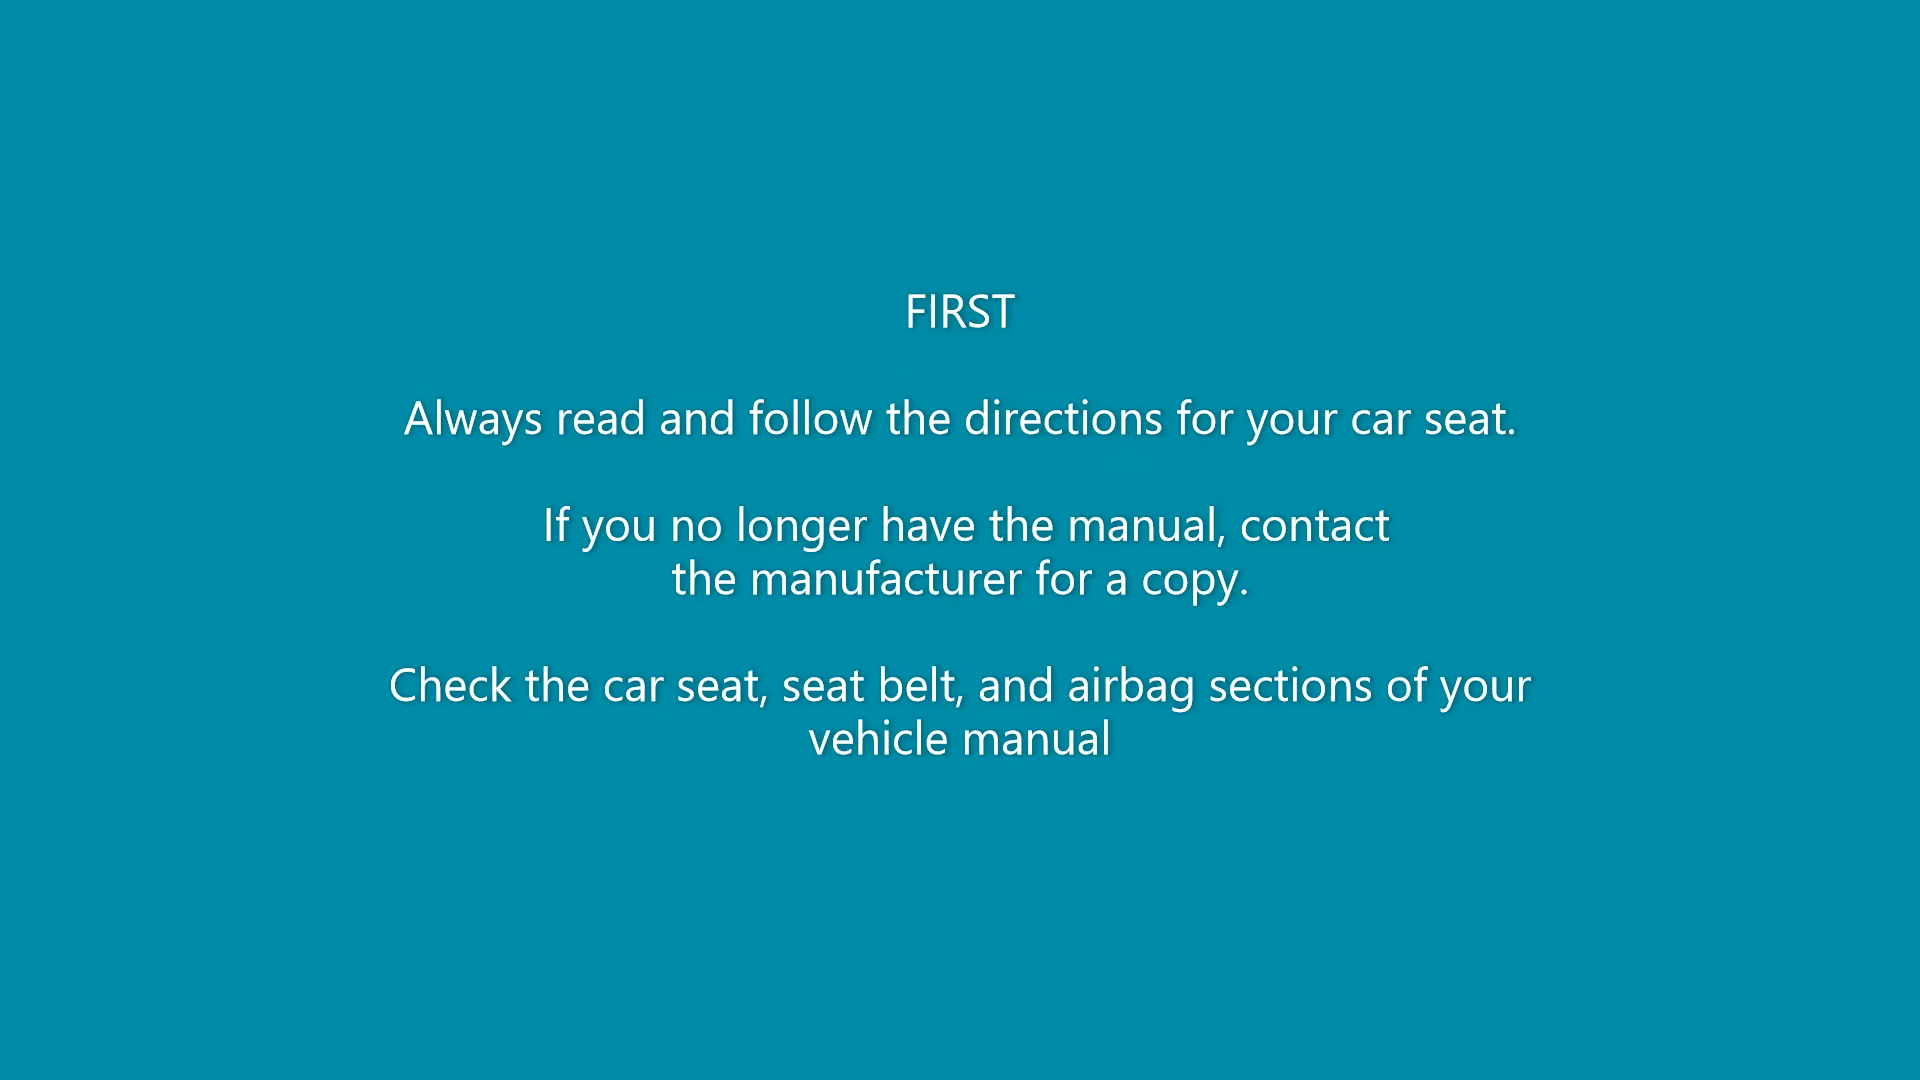 FIRST
Always read and follow the directions for your car seat.
If you no longer have the manual, contact
the manufacturer for a copy.
Check the car seat, seat belt, and airbag sections of your
vehicle manual